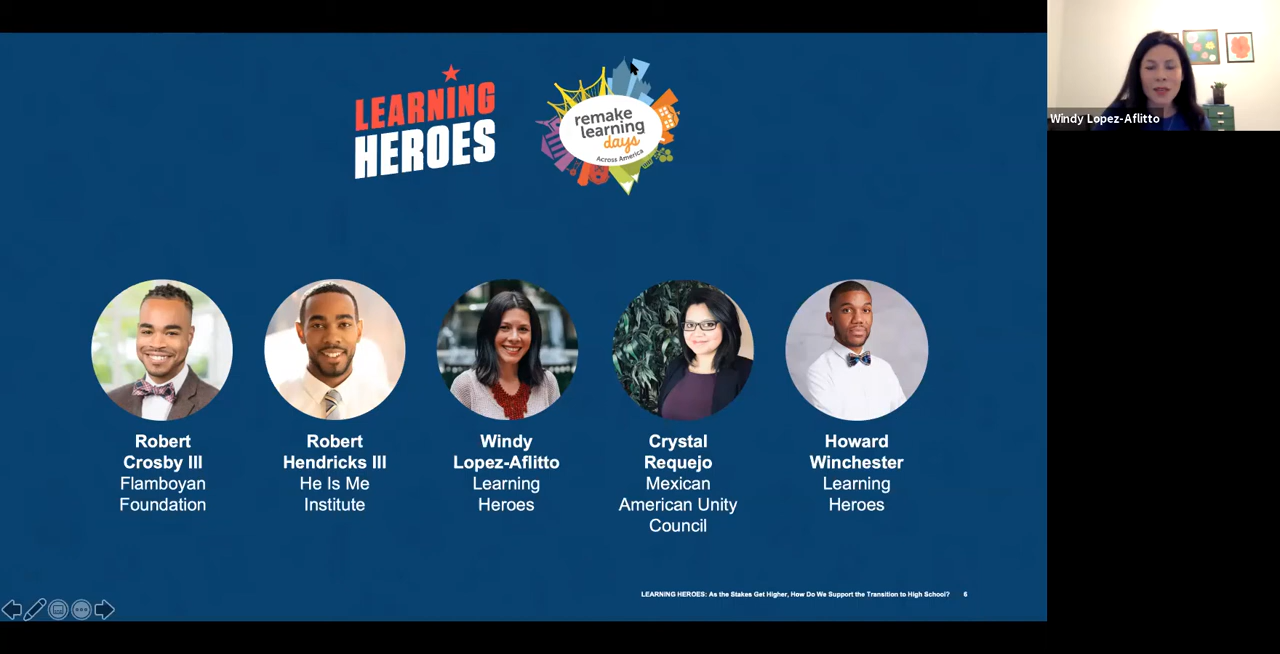 LEARNING
HEROES
remake
learning
days
Across America
Windy Lopez-Aflitto
Robert
Crosby III
Flamboyan
Foundation
Robert
Hendricks III
He Is Me
Institute
Windy
Lopez-Aflitto
Learning
Heroes
Crystal
Requejo
Mexican
American Unity
Council
Howard
Winchester
Learning
Heroes
LEARNING HEROES: As the Stakes Get Higher, How Do We Support the Transition to High School? 6